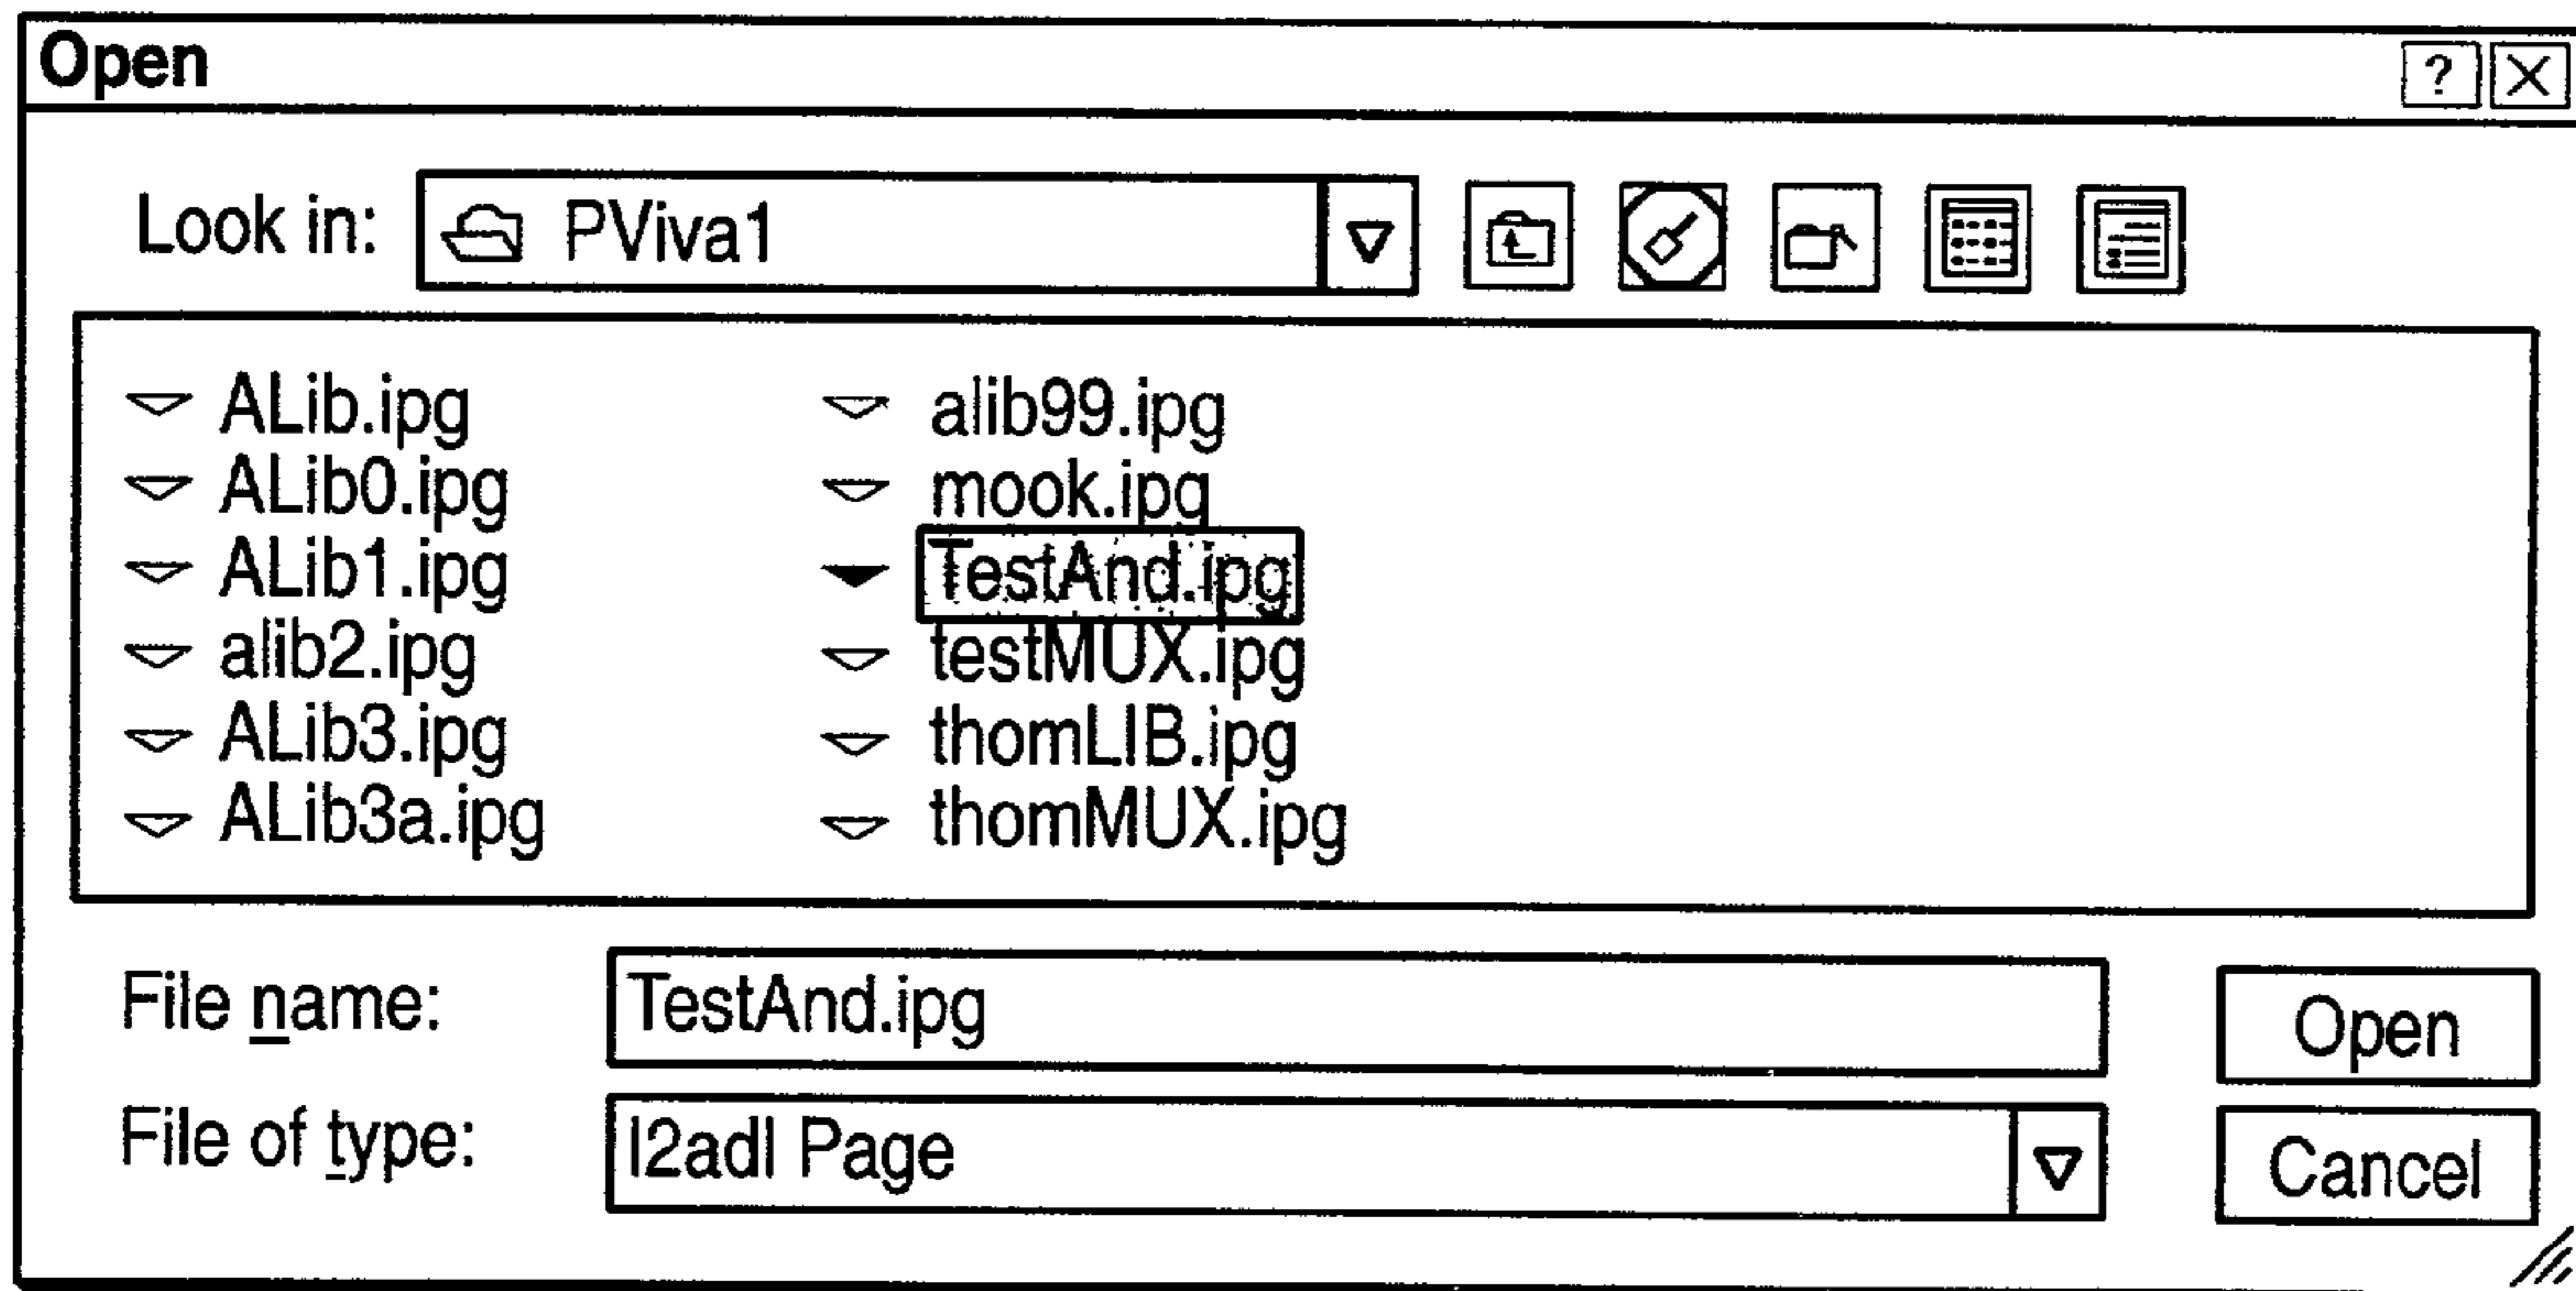 Open ?
Look in: PViva1
ALib.ipg
ALib0.ipg
ALib1.ipg
alib2.ipg
ALib3.ipg
ALib3a.ipg
alib99.ipg
mook.ipg
TestAnd.ipg
testMUX.ipg
thomLIB.ipg
thomMUX.ipg
File name: TestAnd.ipg Open
File of type: I2adI Page Cancel